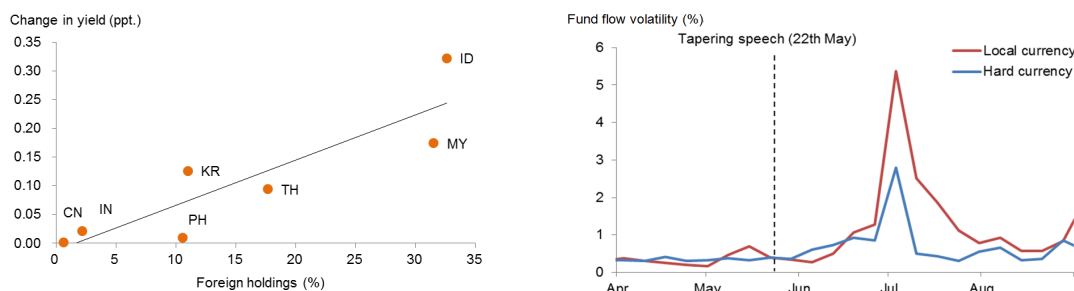 Change in yield (ppt.)
0.35
0.30
0.25
0.20
0.15
0.10
0.05
0.00
ID
MY
KR
TH
CN
IN
PH
0
5
10
15
20
25
30
35
Foreign holdings (%)
Fund flow volatility (%)
Tapering speech (22th May)
Local currency
Hard currency
6
5
4
3
2
1
0
Apr
May
Jun
Jul
Aug